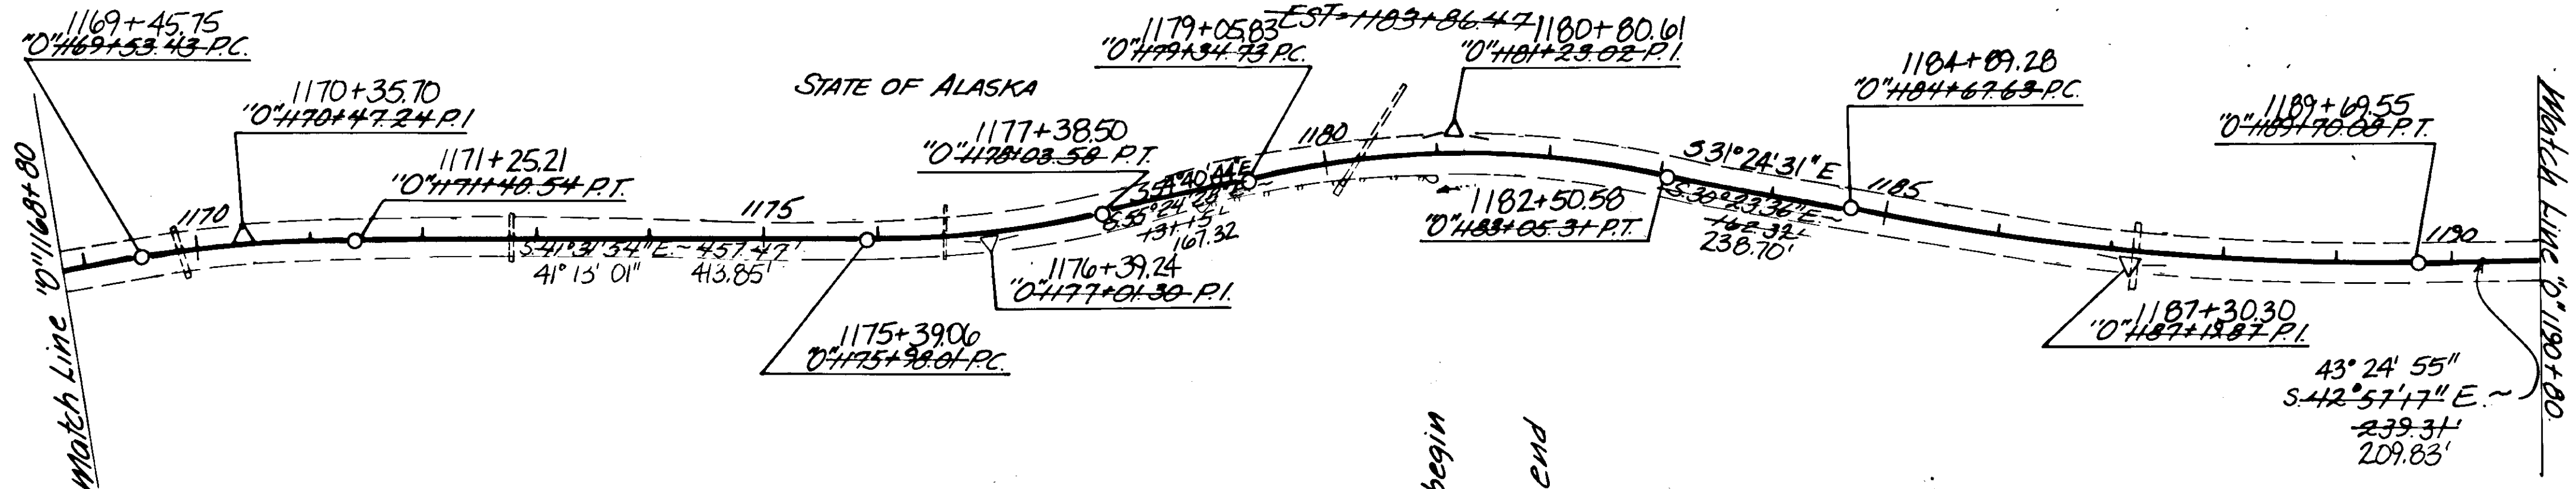 1169+45.75
"O" 1169+53.43 P.C.
1170+35.70
"O" 1170+47.24 P.I
1171+25.21
"O" 1171+40.54 P.T.
STATE OF ALASKA
1177+38.50
"O" 1178+03.58 P.T.
1179+05.83
"O" 1179+34.73 P.C.
EST=1183+86.47
1180+80.61
"O" 1181+23.02 P.I.
1184+89.28
"O" 1184+67.63 P.C.
1189+69.55
"O" 1189+70.08 P.T.
Match Line "O" 1168+80
1170
1175
1180
1185
1190
S 41° 31' 54" E ~ 457.47'
41° 13' 01" 413.85'
S 55° 24' 28" E ~
131.15'
167.32
S 31° 24' 31" E
S. 30° 23' 36" E ~
162.32'
238.70'
1182+50.58
"O" 1183+05.31 P.T.
1176+39.24
"O" 1177+01.30 P.I.
1175+39.06
"O" 1175+98.01 P.C.
1187+30.30
"O" 1187+19.87 P.I.
43° 24' 55"
S. 42° 57' 17" E. ~
239.31'
209.83'
Match Line "O" 1190+80
begin
end